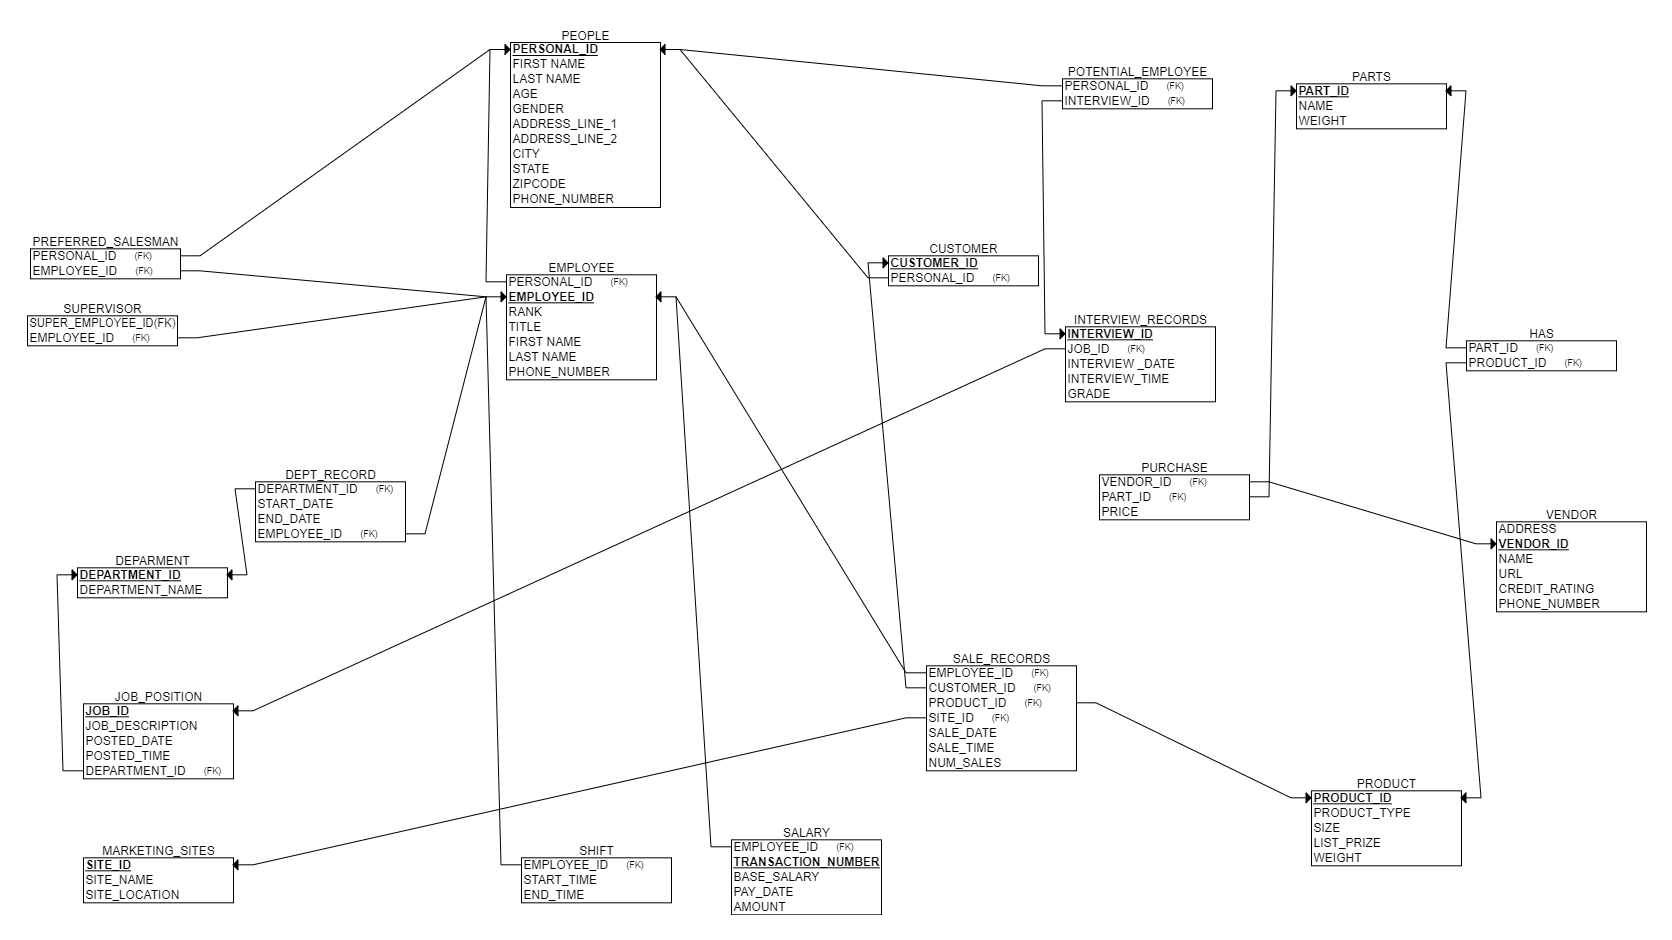 PEOPLE
PERSONAL_ID
FIRST NAME
LAST NAME
AGE
GENDER
ADDRESS_LINE_1
ADDRESS_LINE_2
CITY
STATE
ZIPCODE
PHONE_NUMBER
POTENTIAL_EMPLOYEE
PERSONAL_ID (FK)
INTERVIEW_ID (FK)
PARTS
PART_ID
NAME
WEIGHT
PREFERRED_SALESMAN
PERSONAL_ID (FK)
EMPLOYEE_ID (FK)
SUPERVISOR
SUPER_EMPLOYEE_ID(FK)
EMPLOYEE_ID (FK)
EMPLOYEE
PERSONAL_ID (FK)
EMPLOYEE_ID
RANK
TITLE
FIRST NAME
LAST NAME
PHONE_NUMBER
CUSTOMER
CUSTOMER_ID
PERSONAL_ID (FK)
INTERVIEW_RECORDS
INTERVIEW_ID
JOB_ID (FK)
INTERVIEW _DATE
INTERVIEW_TIME
GRADE
HAS
PART_ID (FK)
PRODUCT_ID (FK)
DEPT_RECORD
DEPARTMENT_ID (FK)
START_DATE
END_DATE
EMPLOYEE_ID (FK)
PURCHASE
VENDOR_ID (FK)
PART_ID (FK)
PRICE
VENDOR
ADDRESS
VENDOR_ID
NAME
URL
CREDIT_RATING
PHONE_NUMBER
DEPARMENT
DEPARTMENT_ID
DEPARTMENT_NAME
JOB_POSITION
JOB_ID
JOB_DESCRIPTION
POSTED_DATE
POSTED_TIME
DEPARTMENT_ID (FK)
SALE_RECORDS
EMPLOYEE_ID (FK)
CUSTOMER_ID (FK)
PRODUCT_ID (FK)
SITE_ID (FK)
SALE_DATE
SALE_TIME
NUM_SALES
PRODUCT
PRODUCT_ID
PRODUCT_TYPE
SIZE
LIST_PRIZE
WEIGHT
MARKETING_SITES
SITE_ID
SITE_NAME
SITE_LOCATION
SHIFT
EMPLOYEE_ID (FK)
START_TIME
END_TIME
SALARY
EMPLOYEE_ID (FK)
TRANSACTION_NUMBER
BASE_SALARY
PAY_DATE
AMOUNT